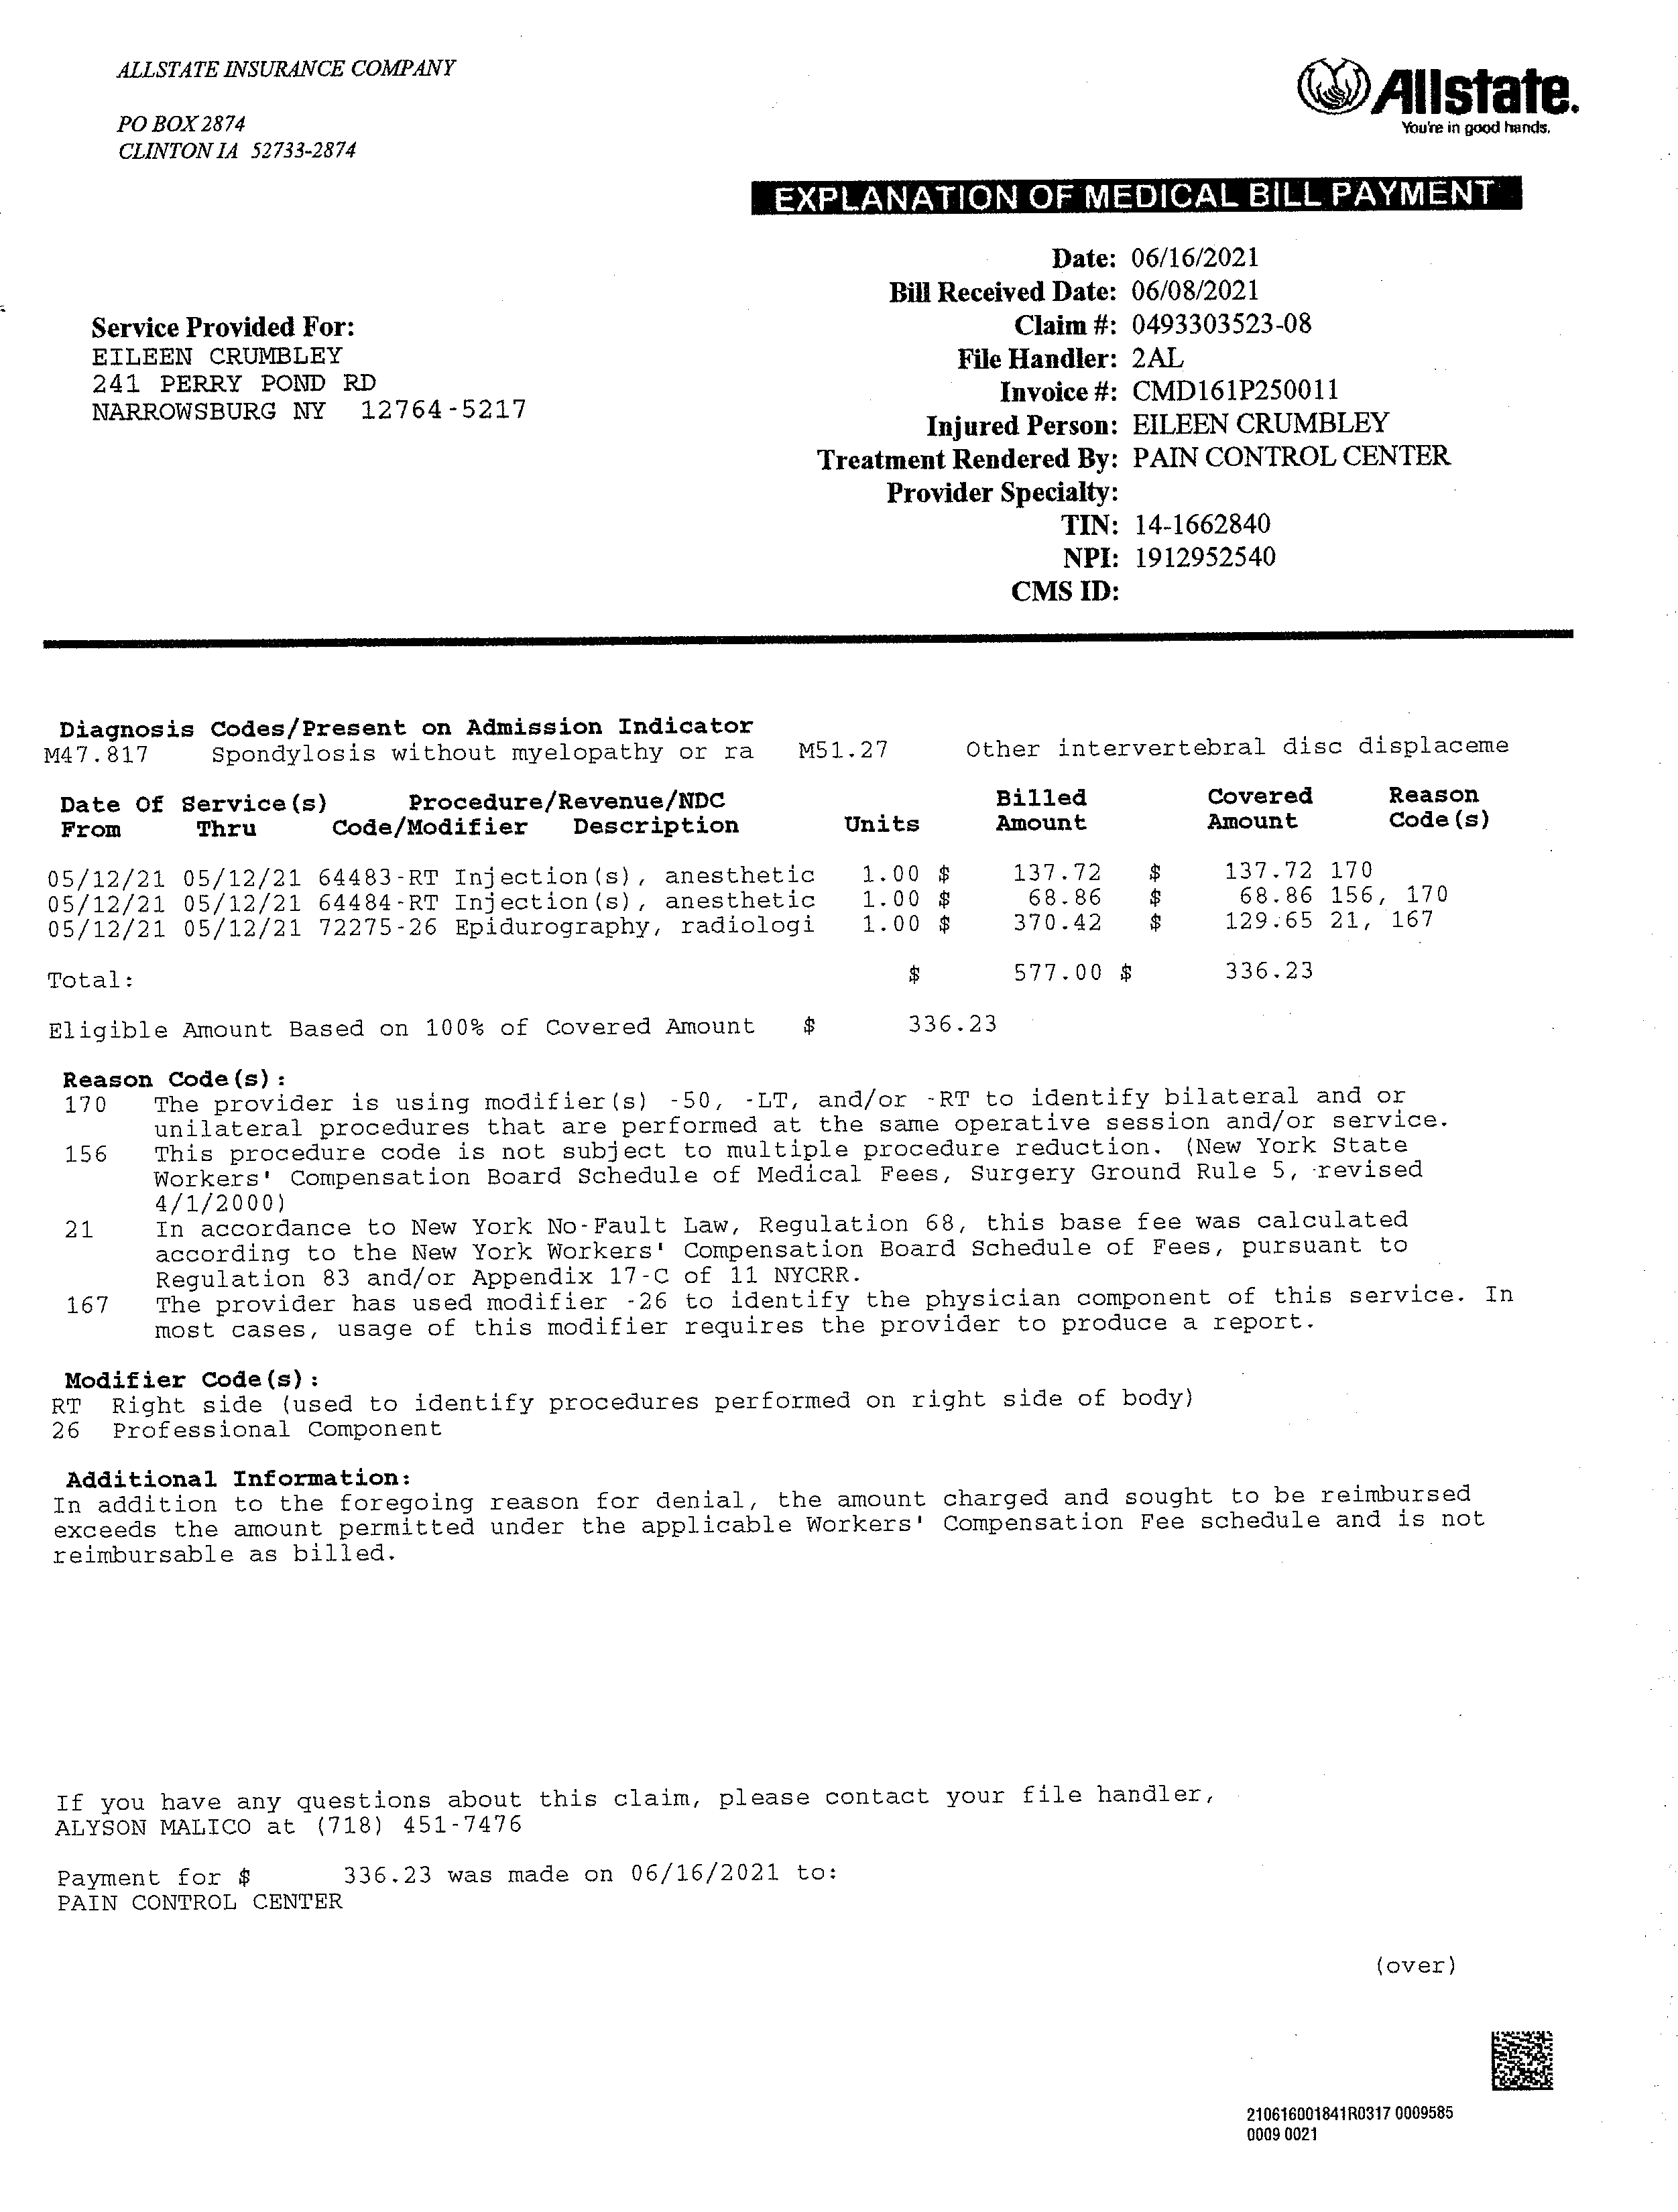 ALLSTATE INSURANCE COMPANY
PO BOX 2874
CLINTON IA 52733-2874
Allstate.
You're in good hands.
EXPLANATION OF MEDICAL BILL PAYMENT
Date: 06/16/2021
Bill Received Date: 06/08/2021
Claim #: 0493303523-08
File Handler: 2AL
Invoice #: CMD161P250011
Injured Person: EILEEN CRUMBLEY
Treatment Rendered By: PAIN CONTROL CENTER
Provider Specialty:
TIN: 14-1662840
NPI: 1912952540
CMS ID:
Service Provided For:
EILEEN CRUMBLEY
241 PERRY POND RD
NARROWSBURG NY 12764-5217
Diagnosis Codes/Present on Admission Indicator
M47.817 Spondylosis without myelopathy or ra M51.27 Other intervertebral disc displaceme
Date Of Service(s) Procedure/Revenue/NDC Billed Covered Reason
From Thru Code/Modifier Description Units Amount Amount Code(s)
05/12/21 05/12/21 64483-RT Injection(s), anesthetic 1.00 $ 137.72 $ 137.72 170
05/12/21 05/12/21 64484-RT Injection(s), anesthetic 1.00 $ 68.86 $ 68.86 156, 170
05/12/21 05/12/21 72275-26 Epidurography, radiologi 1.00 $ 370.42 $ 129.65 21, 167
Total: $ 577.00 $ 336.23
Eligible Amount Based on 100% of Covered Amount $ 336.23
Reason Code(s):
170 The provider is using modifier(s) -50, -LT, and/or -RT to identify bilateral and or
unilateral procedures that are performed at the same operative session and/or service.
156 This procedure code is not subject to multiple procedure reduction. (New York State
Workers' Compensation Board Schedule of Medical Fees, Surgery Ground Rule 5, revised
4/1/2000)
21 In accordance to New York No-Fault Law, Regulation 68, this base fee was calculated
according to the New York Workers' Compensation Board Schedule of Fees, pursuant to
Regulation 83 and/or Appendix 17-C of 11 NYCRR.
167 The provider has used modifier -26 to identify the physician component of this service. In
most cases, usage of this modifier requires the provider to produce a report.
Modifier Code(s):
RT Right side (used to identify procedures performed on right side of body)
26 Professional Component
Additional Information:
In addition to the foregoing reason for denial, the amount charged and sought to be reimbursed
exceeds the amount permitted under the applicable Workers' Compensation Fee schedule and is not
reimbursable as billed.
If you have any questions about this claim, please contact your file handler,
ALYSON MALICO at (718) 451-7476
Payment for $ 336.23 was made on 06/16/2021 to:
PAIN CONTROL CENTER
(over)
210616001841R0317 0009585
0009 0021